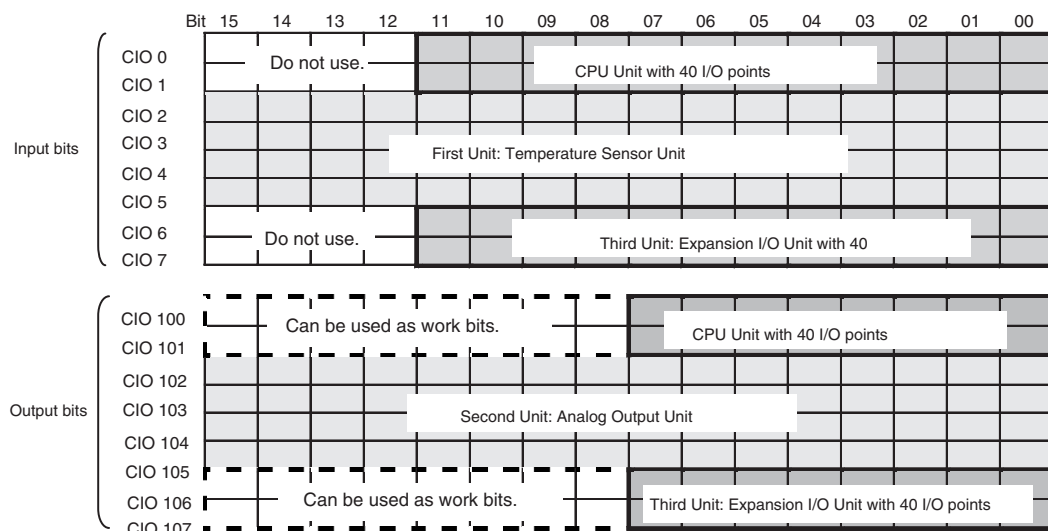 Bit 15 14 13 12 11 10 09 08 07 06 05 04 03 02 01 00
Input bits
CIO 0
CIO 1
CIO 2
CIO 3
CIO 4
CIO 5
CIO 6
CIO 7
Do not use.
CPU Unit with 40 I/O points
First Unit: Temperature Sensor Unit
Do not use.
Third Unit: Expansion I/O Unit with 40
Output bits
CIO 100
CIO 101
CIO 102
CIO 103
CIO 104
CIO 105
CIO 106
CIO 107
Can be used as work bits.
CPU Unit with 40 I/O points
Second Unit: Analog Output Unit
Can be used as work bits.
Third Unit: Expansion I/O Unit with 40 I/O points